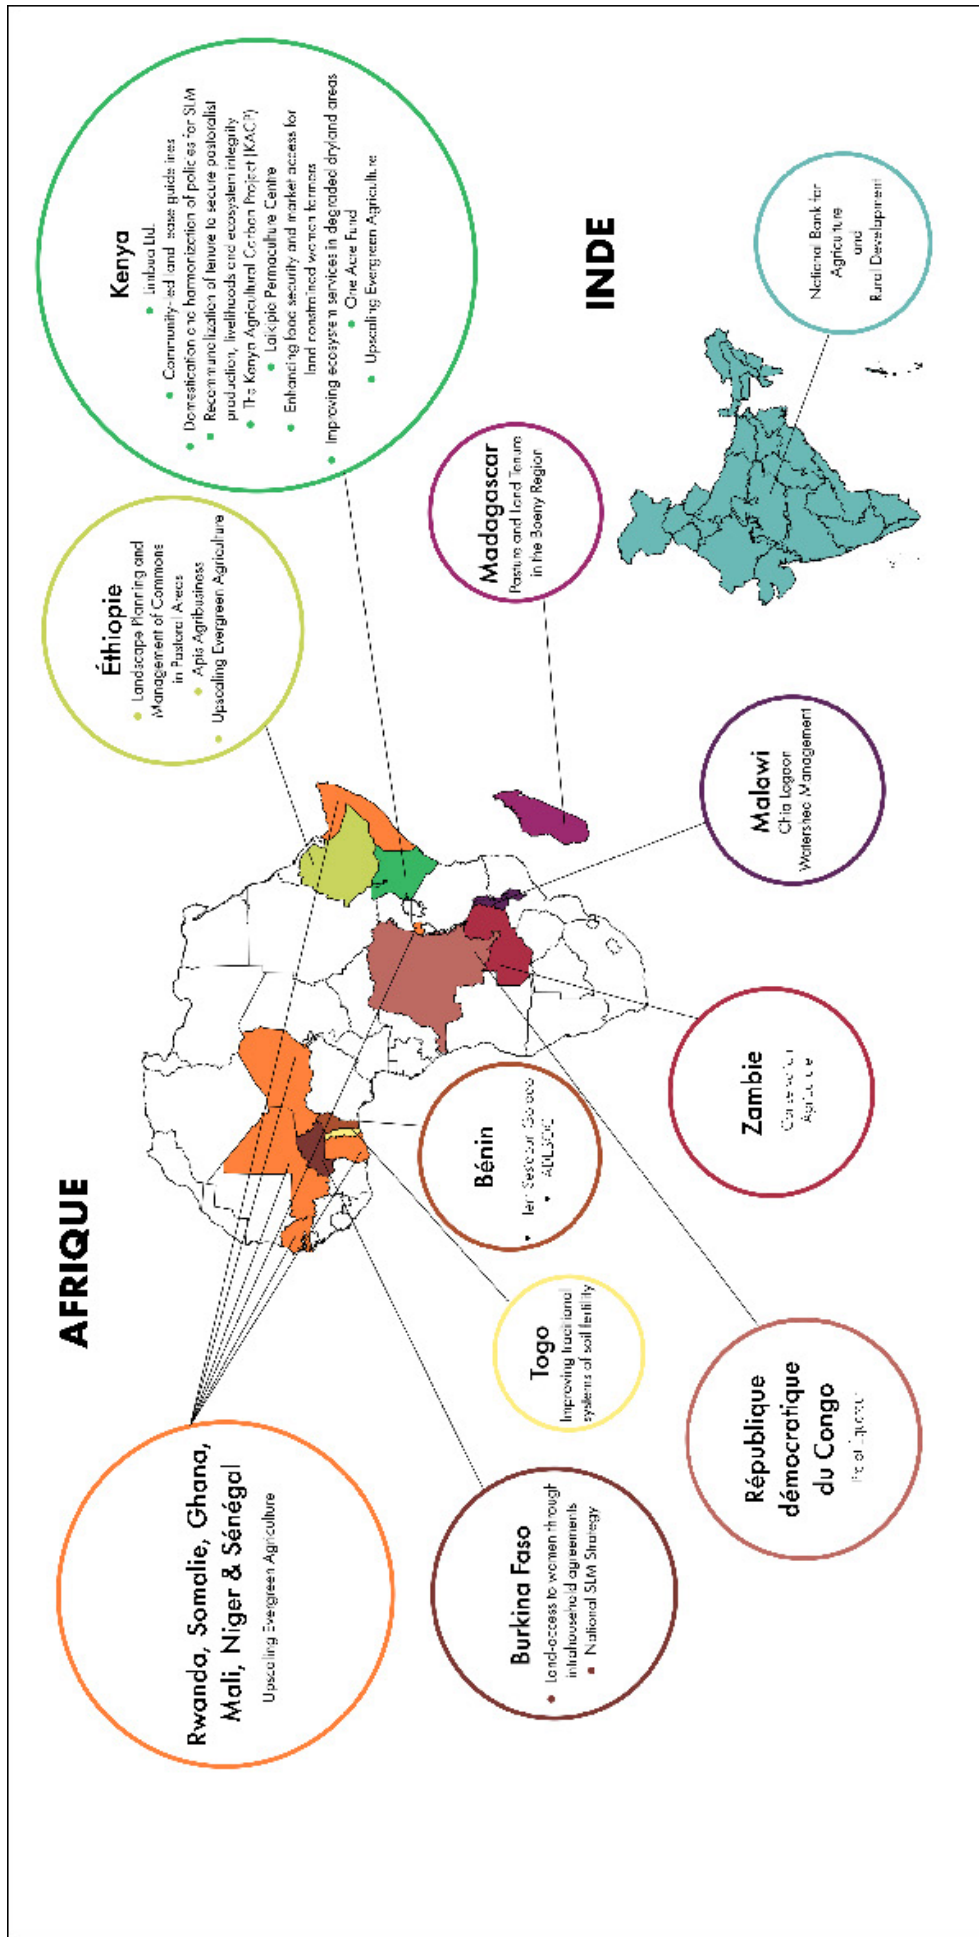 AFRIQUE
Rwanda, Somalie, Ghana,
Mali, Niger & Sénégal
Upscaling Evergreen Agriculture
Éthiopie
• Landscape Planning and
Management of Commons
in Pastoral Areas
• Apis Agribusiness
• Upscaling Evergreen Agriculture
Kenya
• Limbua Ltd.
• Community-led land lease guidelines
• Domestication and harmonization of policies for SLM
• Recommunalization of tenure to secure pastoralist
production, livelihoods and ecosystem integrity
• The Kenya Agricultural Carbon Project (KACP)
• Laikipia Permaculture Centre
• Enhancing food security and market access for
land constrained women farmers
• Improving ecosystem services in degraded dryland areas
• One Acre Fund
• Upscaling Evergreen Agriculture
Burkina Faso
• Land-access to women through
intrahousehold agreements
• National SLM Strategy
Togo
Improving traditional
systems of soil fertility
Bénin
•
•
Madagascar
Pasture and Land Tenure
in the Boeny Region
République
démocratique
du Congo
Zambie
Conservation
Agriculture
Malawi
Chia Lagoon
Watershed Management
INDE
National Bank for
Agriculture
and
Rural Development